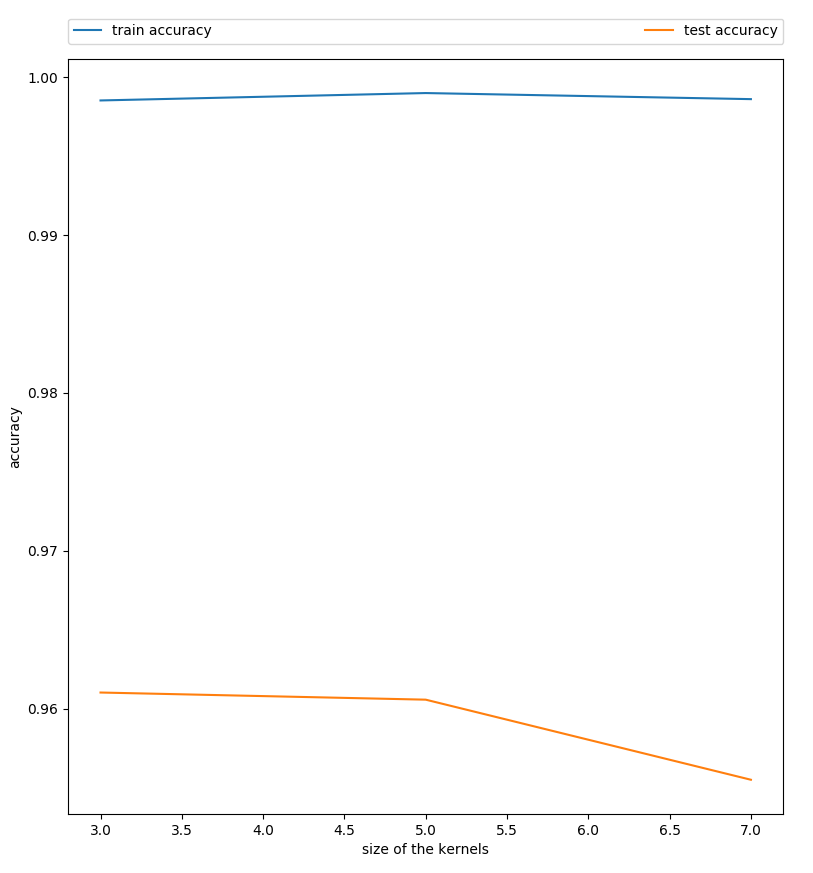 train accuracy
test accuracy
1.00
0.99
0.98
0.97
0.96
accuracy
3.0 3.5 4.0 4.5 5.0 5.5 6.0 6.5 7.0
size of the kernels